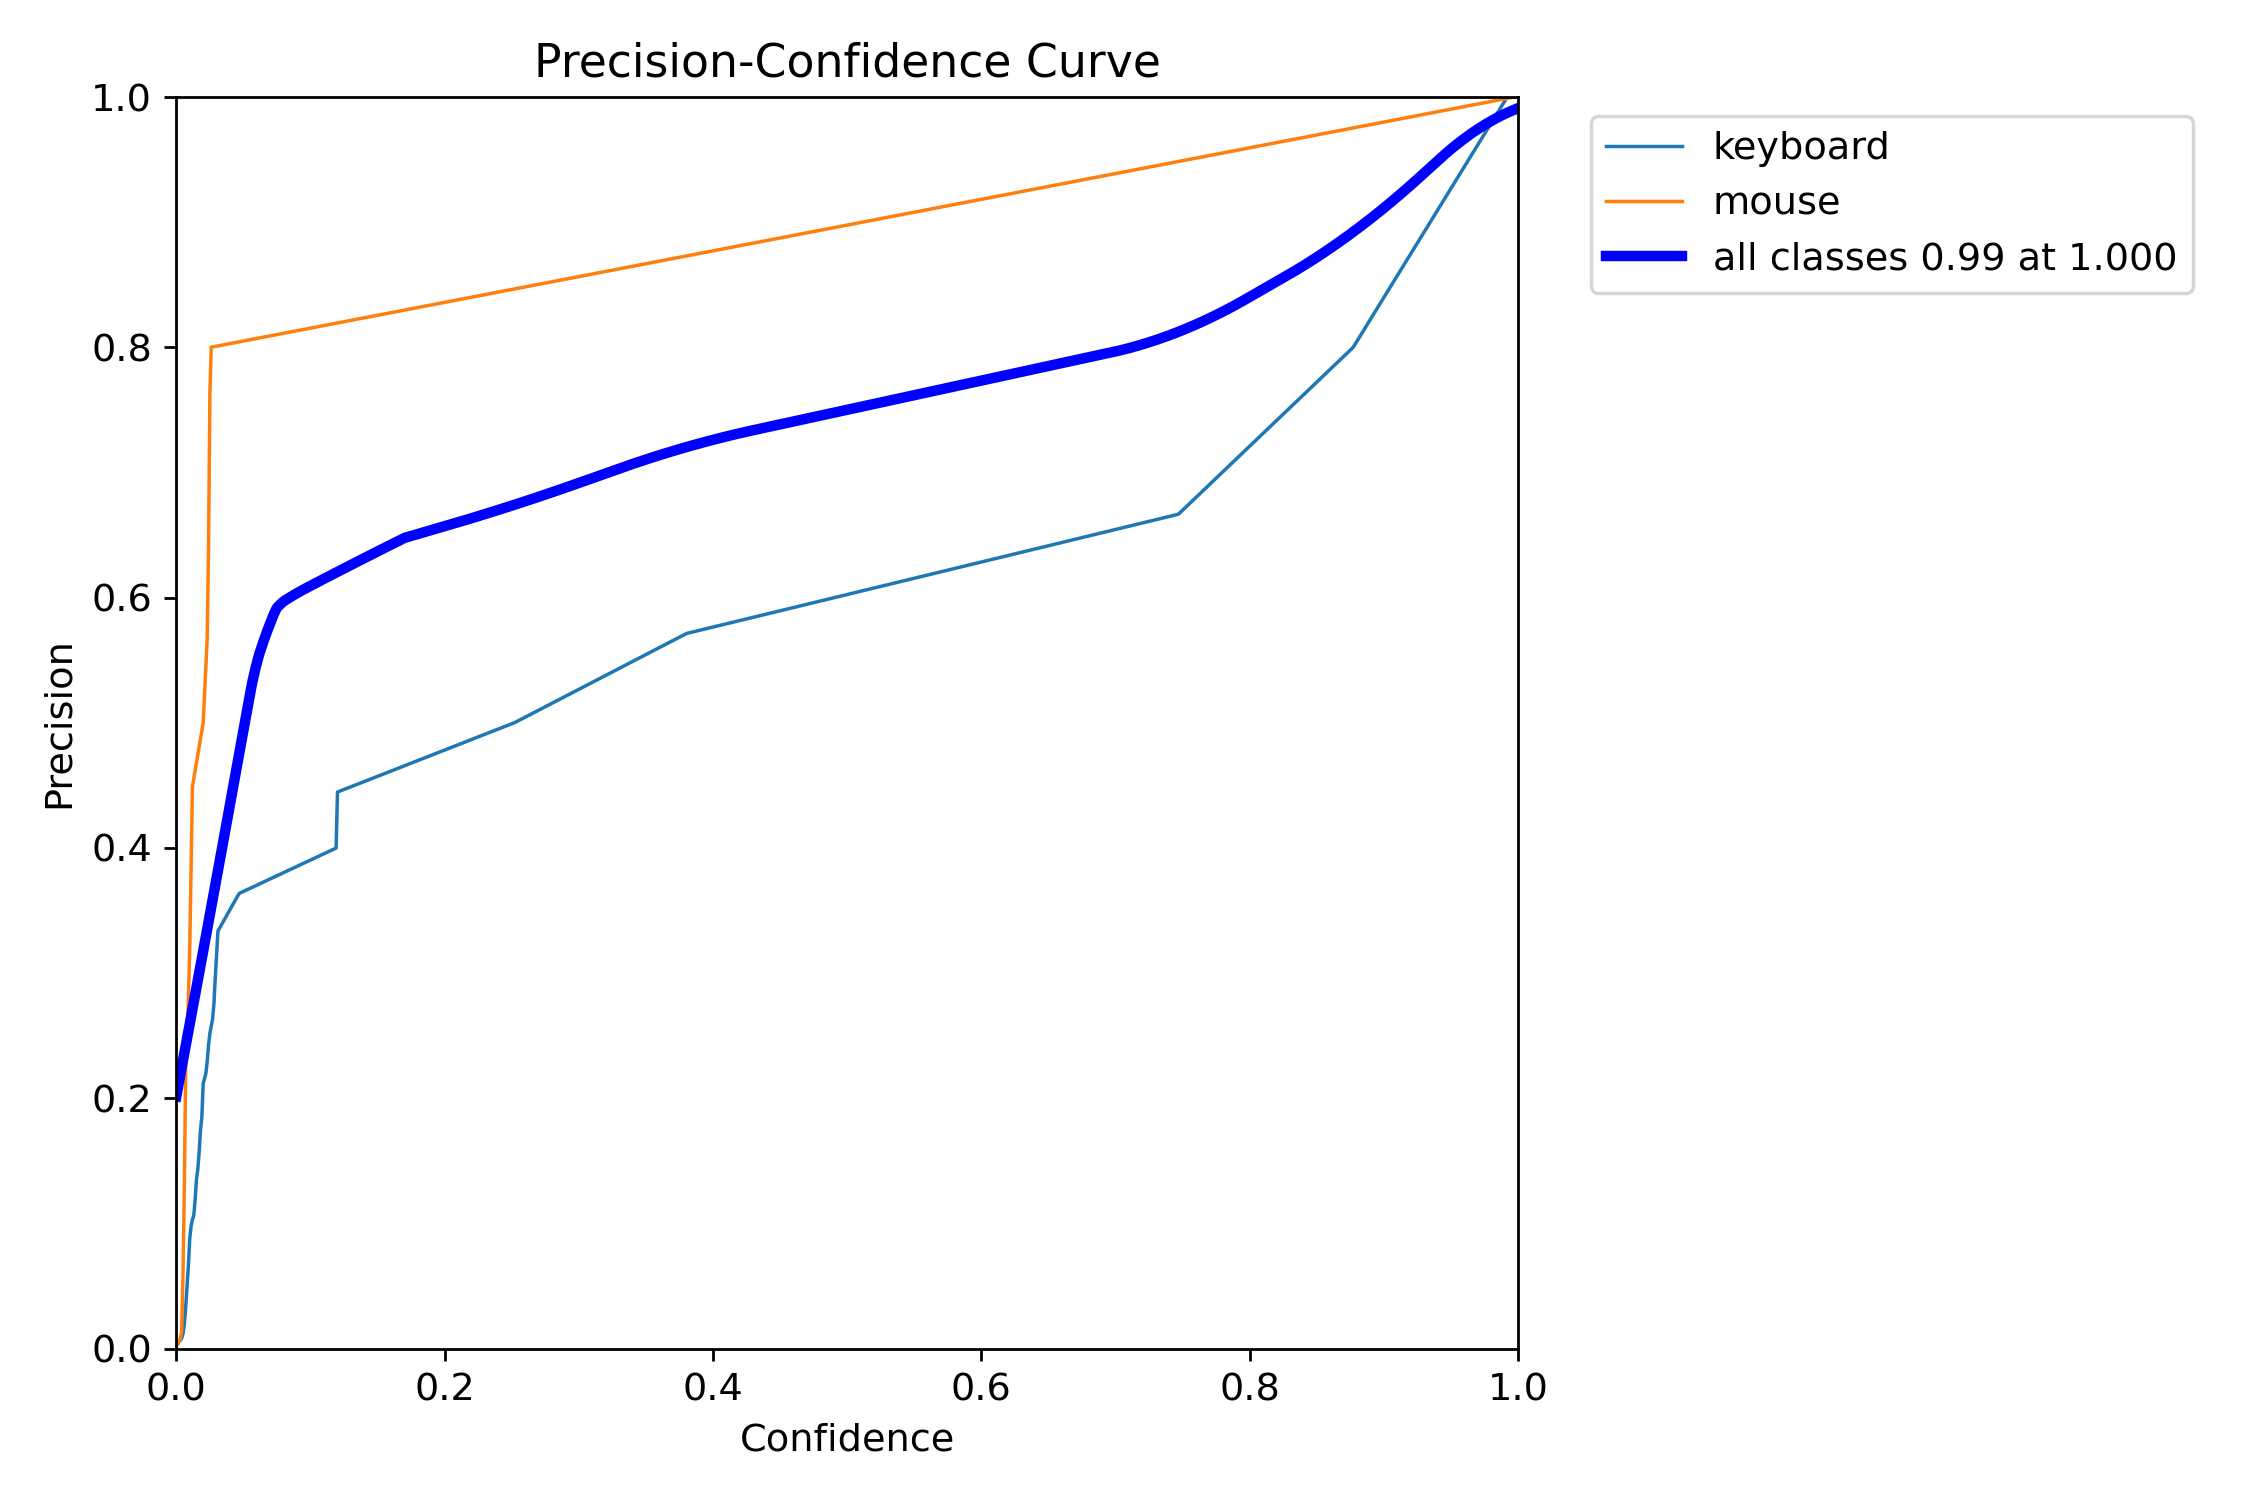 Precision-Confidence Curve
1.0
0.8
0.6
0.4
0.2
0.0
Precision
0.0 0.2 0.4 0.6 0.8 1.0
Confidence
keyboard
mouse
all classes 0.99 at 1.000